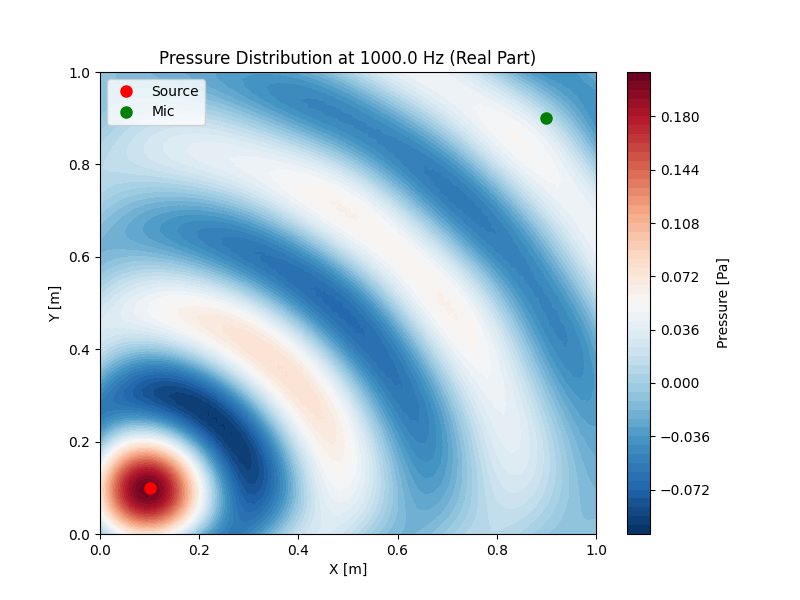 Pressure Distribution at 1000.0 Hz (Real Part)
Source
Mic
Y [m]
1.0
0.8
0.6
0.4
0.2
0.0
0.0 0.2 0.4 0.6 0.8 1.0
X [m]
0.180
0.144
0.108
0.072
0.036
0.000
−0.036
−0.072
Pressure [Pa]